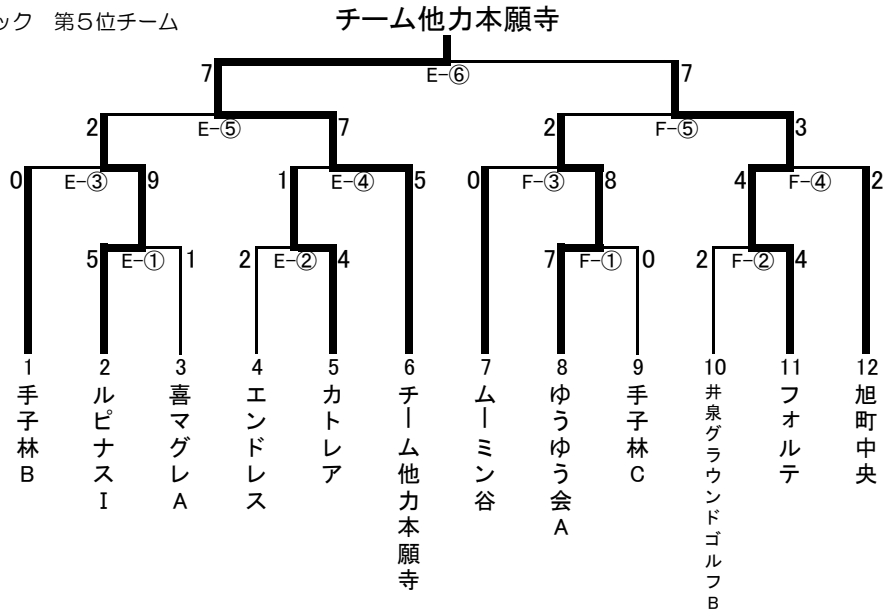 ック 第5位チーム
チーム他力本願寺
7
E-⑥
7
2
E-⑤
7
2
F-⑤
3
0
E-③
9
1
E-④
5
0
F-③
8
4
F-④
2
5
E-①
1
2
E-②
4
7
F-①
0
2
F-②
4
1
2
3
4
5
6
7
8
9
10
11
12
手子林B
ルピナスI
喜マグレA
エンドレス
カトレア
チーム他力本願寺
ムーミン谷
ゆうゆう会A
手子林C
井泉グラウンドゴルフB
フォルテ
旭町中央